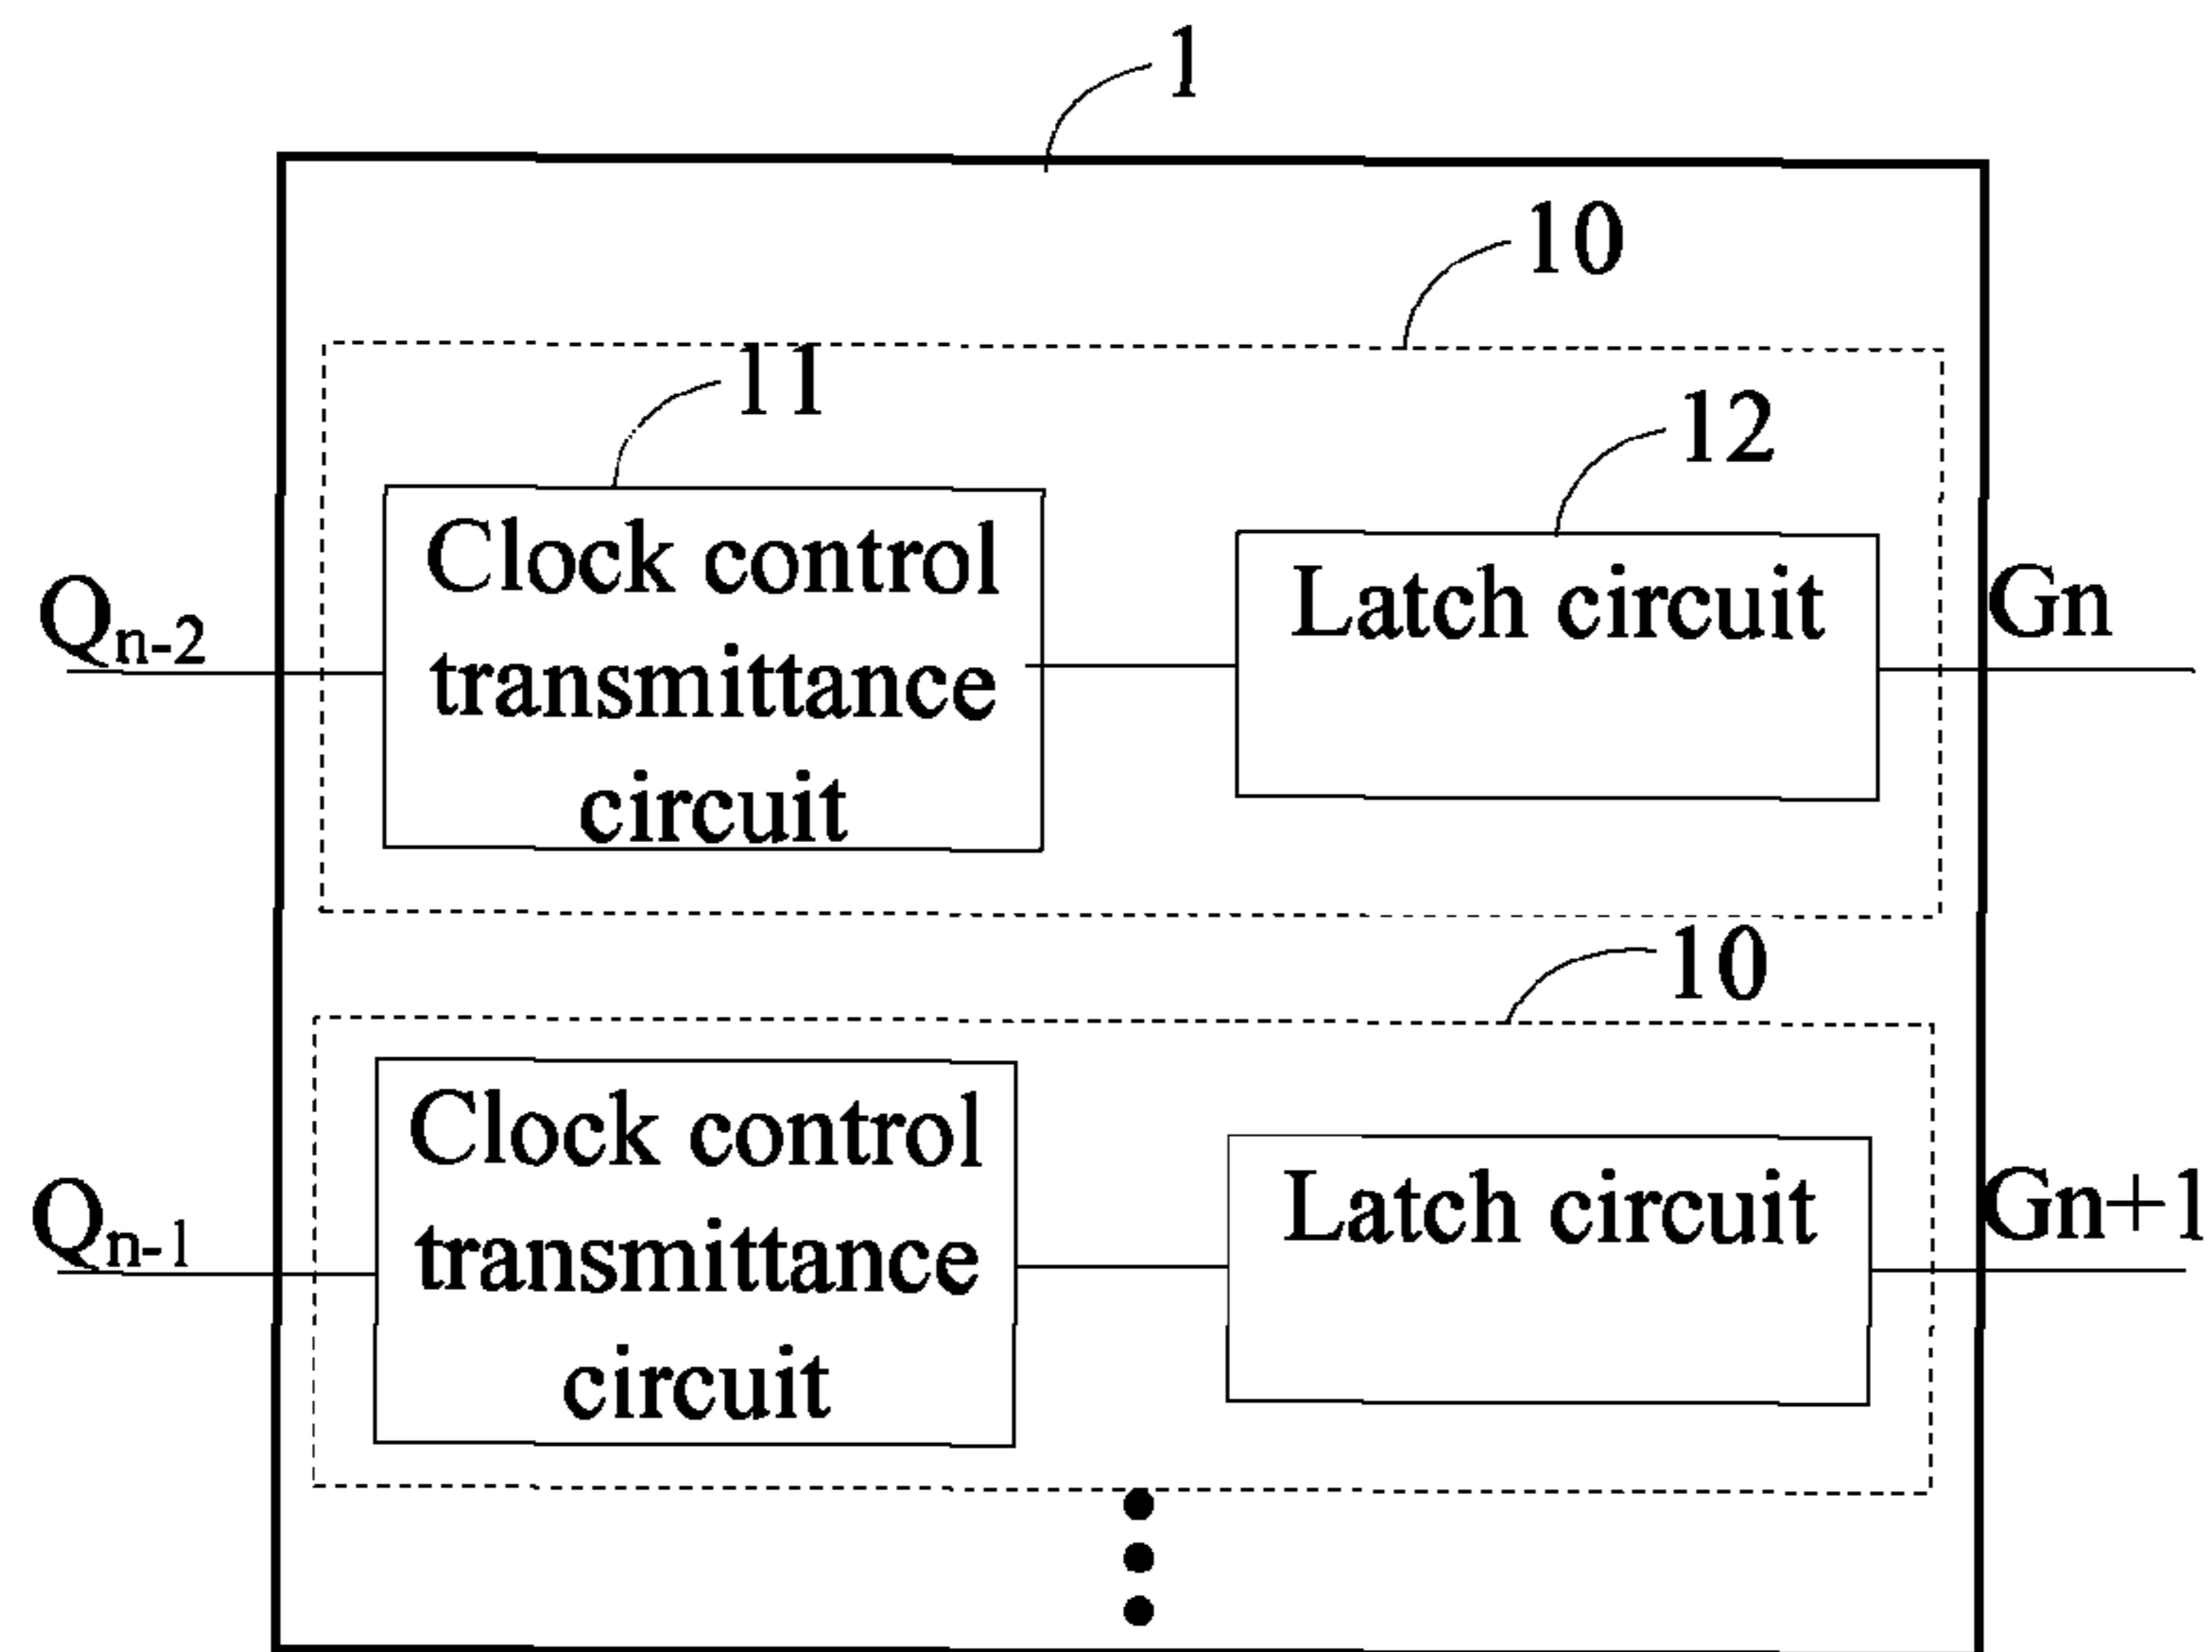 1
10
11
12
Clock control
transmittance
circuit
Latch circuit
Qn-2
Gn
10
Clock control
transmittance
circuit
Latch circuit
Qn-1
Gn+1